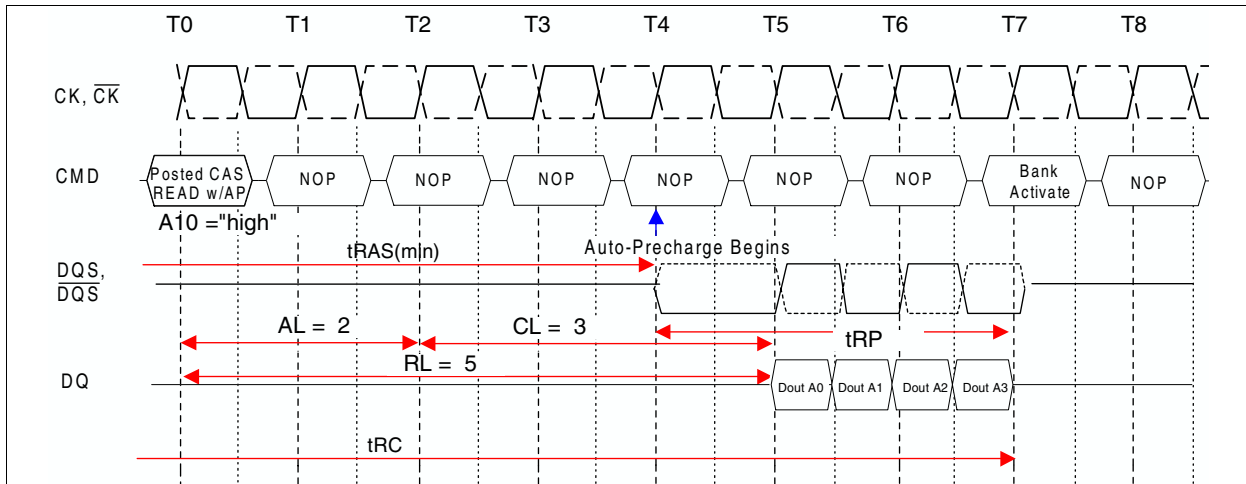 T0 T1 T2 T3 T4 T5 T6 T7 T8
CK, CK
CMD
Posted CAS
READ w/AP
NOP NOP NOP NOP NOP NOP
Bank
Activate
NOP
A10 ="high"
Auto-Precharge Begins
tRAS(min)
DQS,
DQS
AL = 2
CL = 3
tRP
RL = 5
DQ
Dout A0 Dout A1 Dout A2 Dout A3
tRC